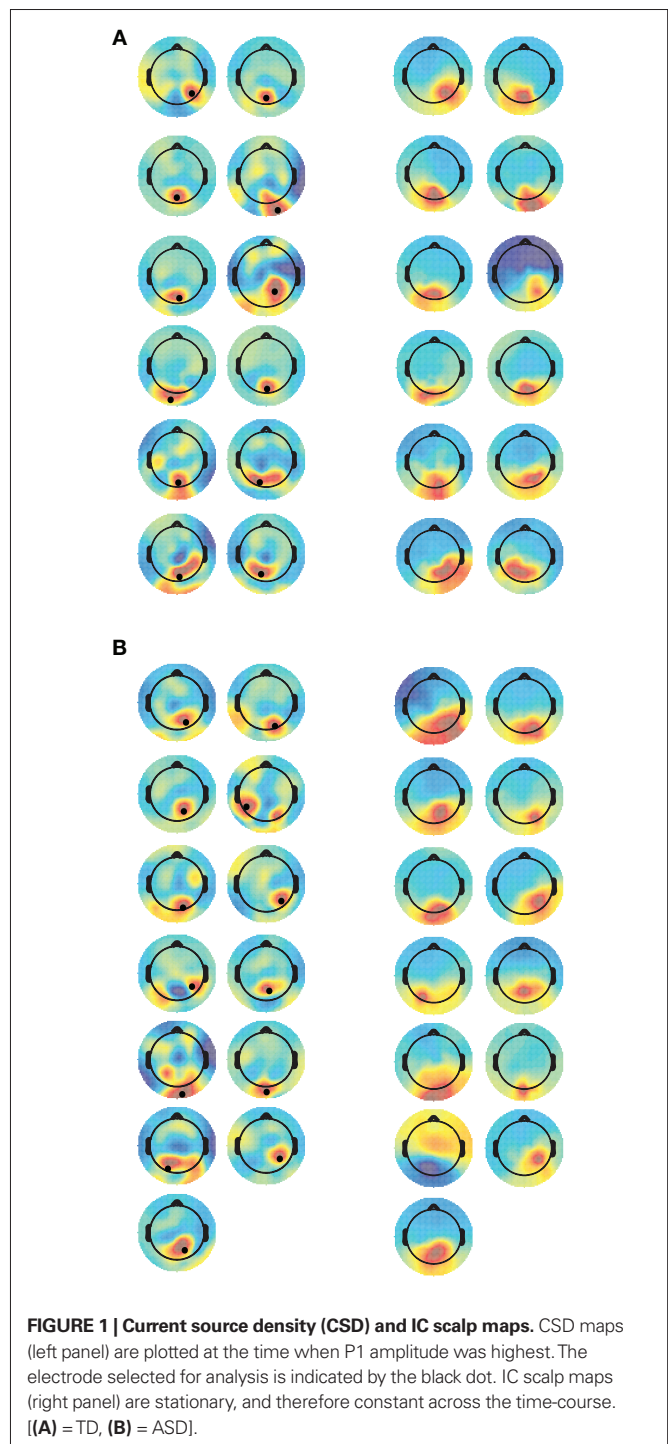 A
B
FIGURE 1 | Current source density (CSD) and IC scalp maps. CSD maps
(left panel) are plotted at the time when P1 amplitude was highest. The
electrode selected for analysis is indicated by the black dot. IC scalp maps
(right panel) are stationary, and therefore constant across the time-course.
[(A) = TD, (B) = ASD].